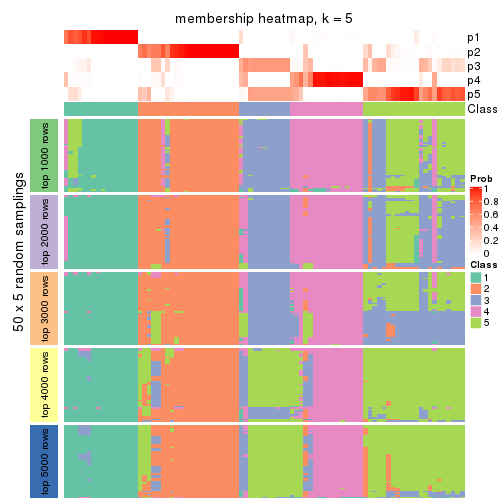 membership heatmap, k = 5
p1
p2
p3
p4
p5
Class
50 x 5 random samplings
top 1000 rows
top 2000 rows
top 3000 rows
top 4000 rows
top 5000 rows
Prob
1
0.8
0.6
0.4
0.2
0
Class
1
2
3
4
5